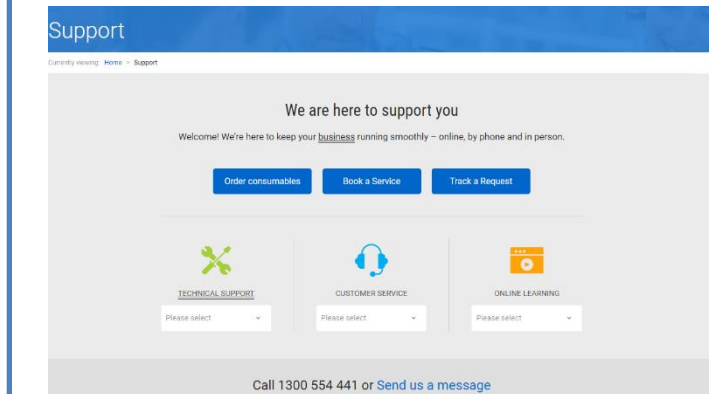 Support
Currently viewing: Home > Support
We are here to support you
Welcome! We're here to keep your business running smoothly – online, by phone and in person.
Order consumables Book a Service Track a Request
TECHNICAL SUPPORT CUSTOMER SERVICE ONLINE LEARNING
Please select Please select Please select
Call 1300 554 441 or Send us a message